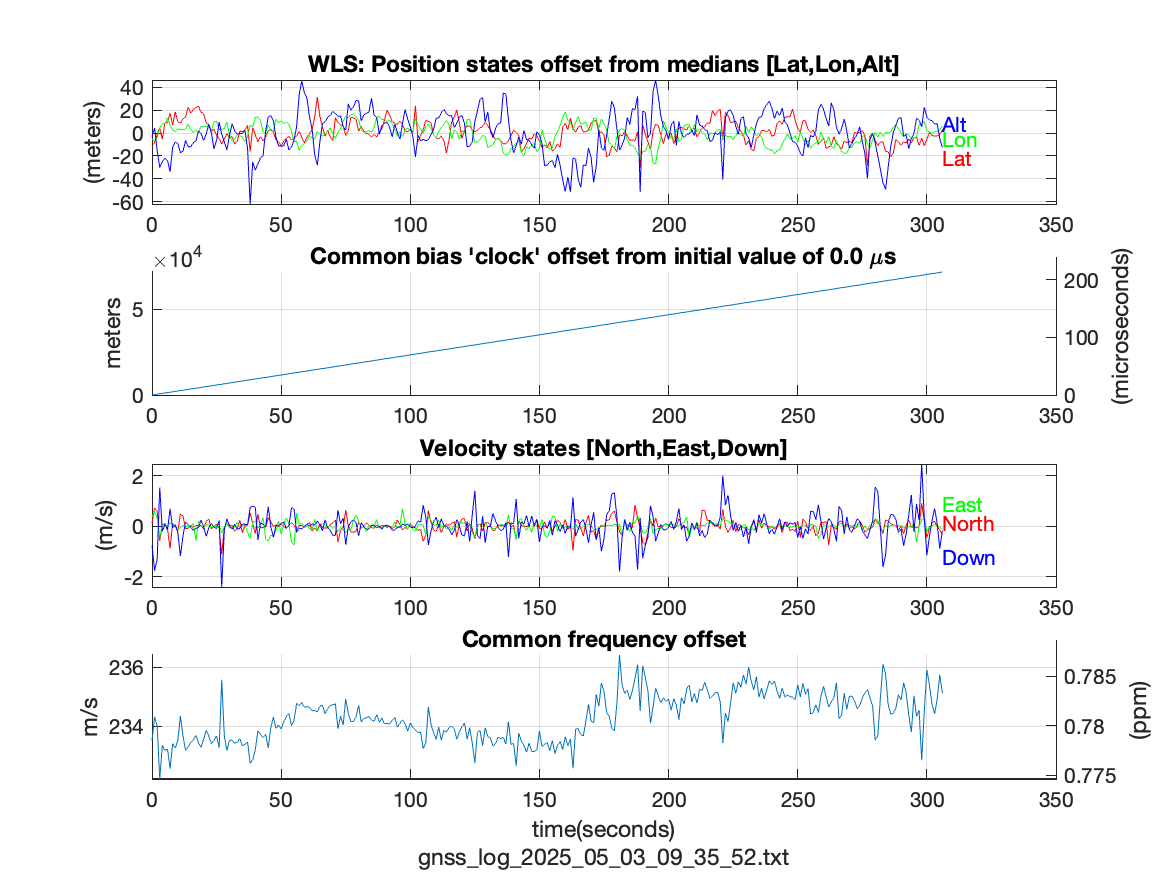 WLS: Position states offset from medians [Lat,Lon,Alt]
(meters)
40
20
0
-20
-40
-60
Alt
Lon
Lat
0 50 100 150 200 250 300 350
×10^4
Common bias 'clock' offset from initial value of 0.0 μs
meters
5
0
200
100
0
(microseconds)
0 50 100 150 200 250 300 350
Velocity states [North,East,Down]
(m/s)
2
0
-2
East
North
Down
0 50 100 150 200 250 300 350
Common frequency offset
m/s
236
234
0.785
0.78
0.775
(ppm)
0 50 100 150 200 250 300 350
time(seconds)
gnss_log_2025_05_03_09_35_52.txt